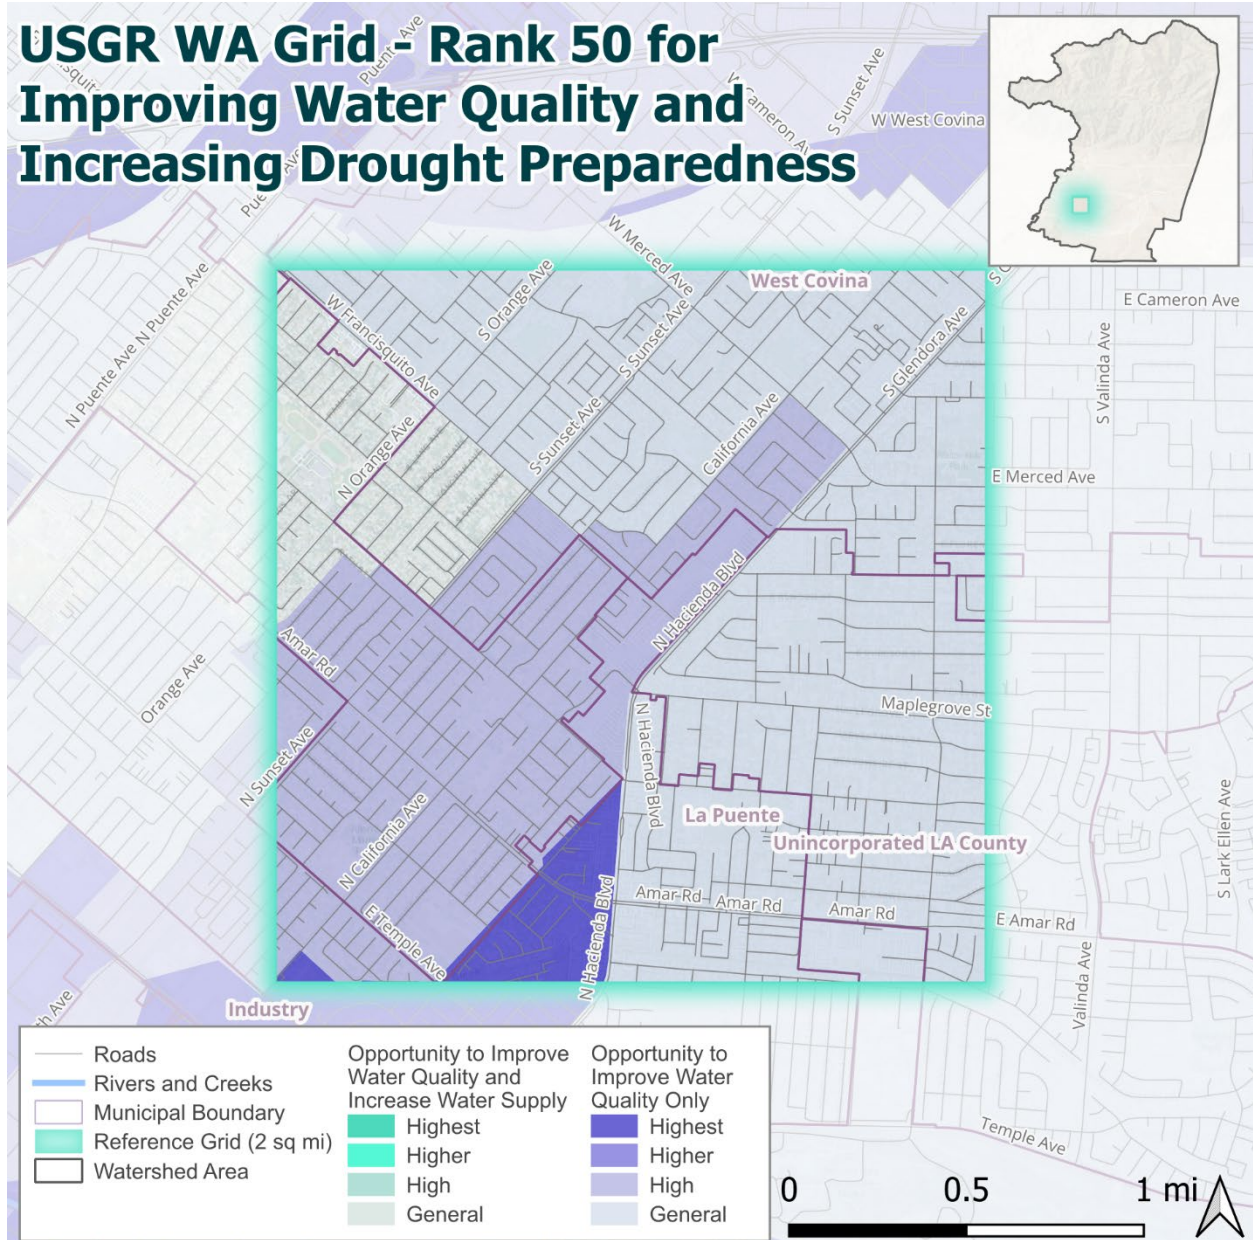 USGR WA Grid - Rank 50 for
Improving Water Quality and
Increasing Drought Preparedness
Puente Ave
W Cameron Av
S Sunset Ave
W West Covina
N Puente Ave
N Puente Ave
W Merced Ave
West Covina
E Cameron Ave
W Francisquito Ave
S Orange Ave
S Sunset Ave
S Glendora Ave
S Valinda Ave
N Orange Ave
S Sunset Ave
California Ave
E Merced Ave
N Hacienda Blvd
Amar Rd
Orange Ave
Maplegrove St
N Sunset Ave
N Hacienda Blvd
La Puente
Unincorporated LA County
N California Ave
S Lark Ellen Ave
Amar Rd
Amar Rd
Amar Rd
E Amar Rd
E Temple Ave
N Hacienda Blvd
Valinda Ave
Industry
Temple Ave
Roads
Rivers and Creeks
Municipal Boundary
Reference Grid (2 sq mi)
Watershed Area
Opportunity to Improve
Water Quality and
Increase Water Supply
Highest
Higher
High
General
Opportunity to
Improve Water
Quality Only
Highest
Higher
High
General
0 0.5 1 mi